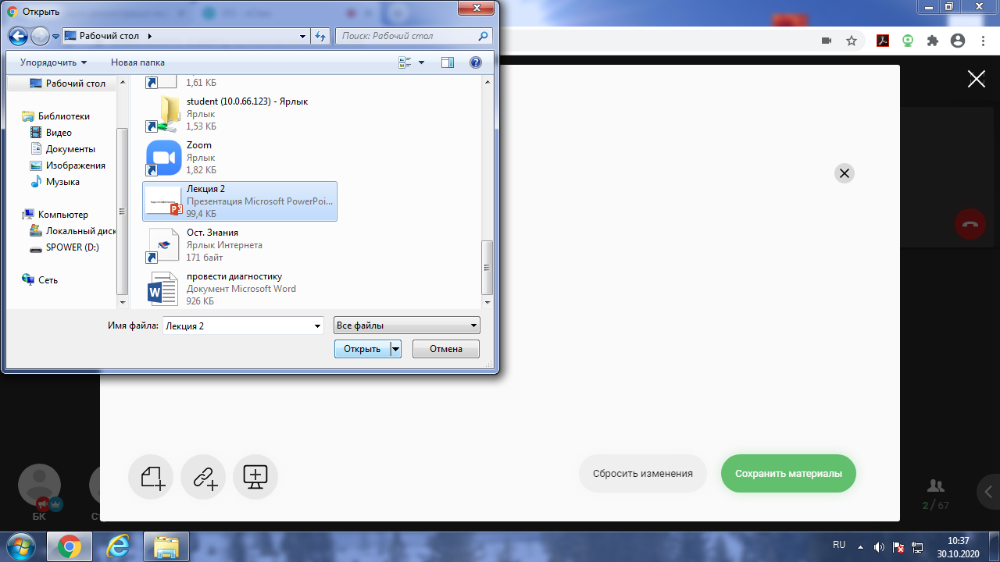 Открыть
Рабочий стол
Поиск: Рабочий стол
Упорядочить
Новая папка
Рабочий стол
Библиотеки
Видео
Документы
Изображения
Музыка
Компьютер
Локальный диск
SPOWER (D:)
Сеть
1,61 КБ
student (10.0.66.123) - Ярлык
Ярлык
1,53 КБ
Zoom
Ярлык
1,82 КБ
Лекция 2
Презентация Microsoft PowerPoi...
99,4 КБ
Ост. Знания
Ярлык Интернета
171 байт
провести диагностику
Документ Microsoft Word
926 КБ
Имя файла:
Лекция 2
Все файлы
Открыть
Отмена
Сбросить изменения
Сохранить материалы
БК
2 / 67
RU
10:37
30.10.2020